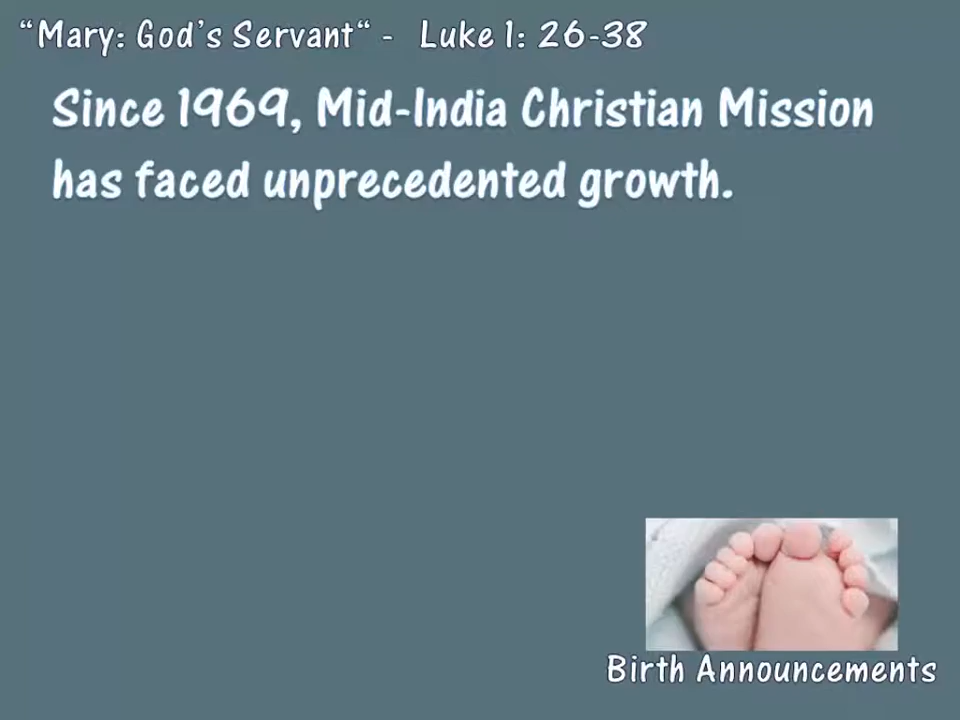 “Mary: God’s Servant“ - Luke 1: 26-38
Since 1969, Mid-India Christian Mission
has faced unprecedented growth.
Birth Announcements